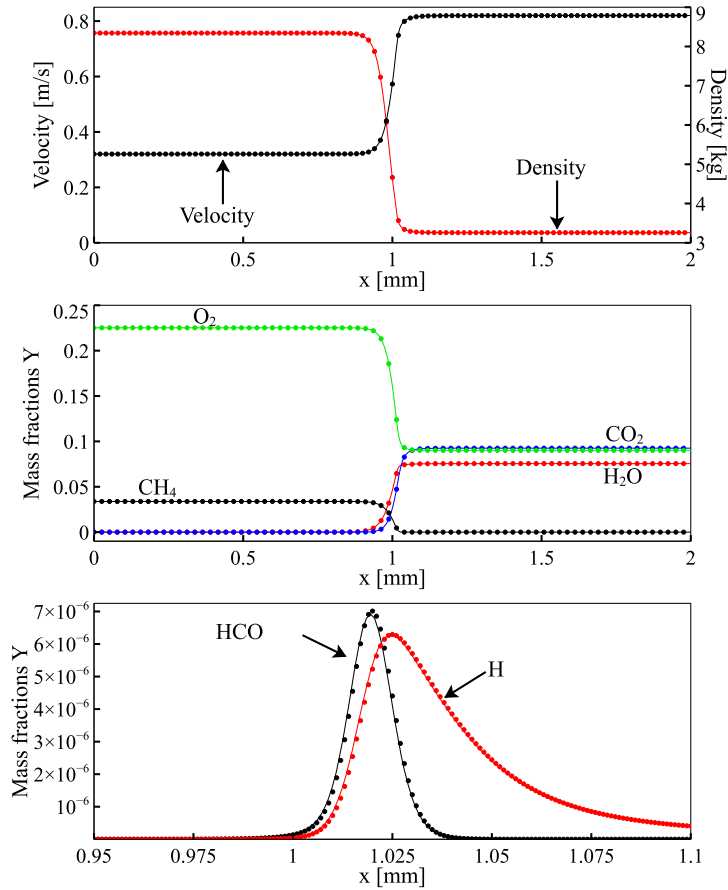 0.8
0.6
0.4
0.2
0
Velocity [m/s]
9
8
7
6
5
4
3
Density [kg]
Velocity
Density
0
0.5
1
1.5
2
x [mm]
0.25
0.2
0.1
0.05
0
Mass fractions Y
O₂
CH₄
CO₂
H₂O
0
0.5
1
1.5
2
x [mm]
7×10⁻⁶
6×10⁻⁶
5×10⁻⁶
4×10⁻⁶
3×10⁻⁶
2×10⁻⁶
10⁻⁶
Mass fractions Y
HCO
H
0.95
0.975
1
1.025
1.05
1.075
1.1
x [mm]